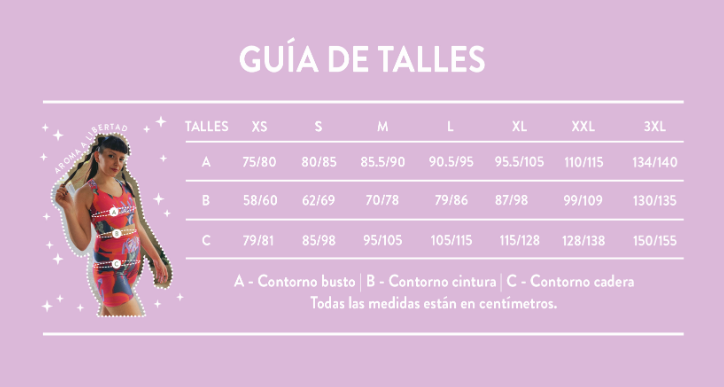 GUÍA DE TALLES
AROMA A LIBERTAD
TALLES XS S M L XL XXL 3XL
A 75/80 80/85 85.5/90 90.5/95 95.5/105 110/115 134/140
A
B 58/60 62/69 70/78 79/86 87/98 99/109 130/135
B
C 79/81 85/98 95/105 105/115 115/128 128/138 150/155
C
A - Contorno busto | B - Contorno cintura | C - Contorno cadera
Todas las medidas están en centímetros.